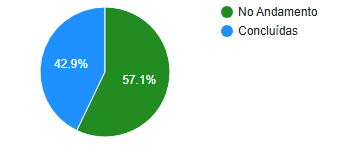 No Andamento
Concluídas
42.9%
57.1%